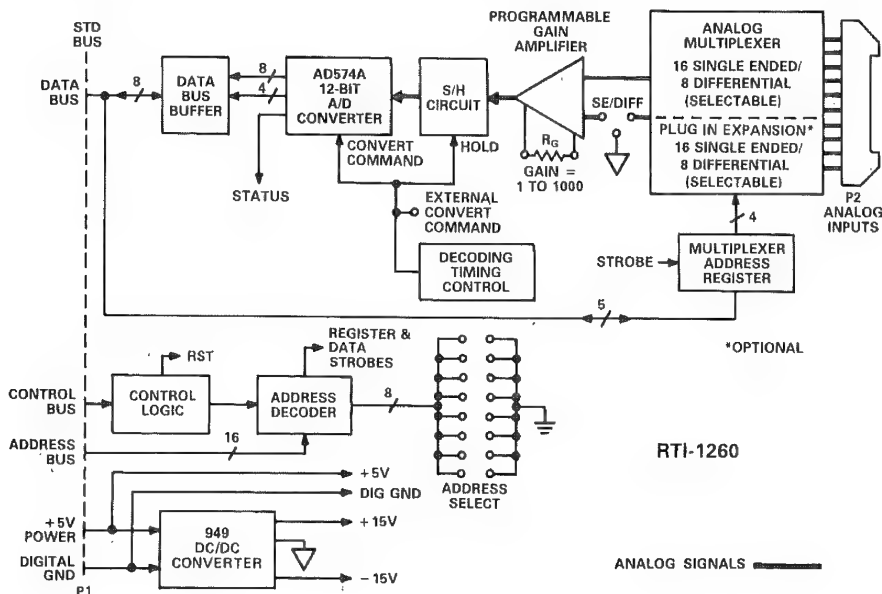 STD
BUS
DATA
BUS
8
DATA
BUS
BUFFER
8
4
AD574A
12-BIT
A/D
CONVERTER
S/H
CIRCUIT
PROGRAMMABLE
GAIN
AMPLIFIER
ANALOG
MULTIPLEXER
16 SINGLE ENDED/
8 DIFFERENTIAL
(SELECTABLE)
PLUG IN EXPANSION*
16 SINGLE ENDED/
8 DIFFERENTIAL
(SELECTABLE)
SE/DIFF
RG
GAIN =
1 TO 1000
P2
ANALOG
INPUTS
CONVERT
COMMAND
HOLD
STATUS
EXTERNAL
CONVERT
COMMAND
DECODING
TIMING
CONTROL
4
STROBE
MULTIPLEXER
ADDRESS
REGISTER
5
*OPTIONAL
RST
REGISTER &
DATA
STROBES
CONTROL
BUS
CONTROL
LOGIC
ADDRESS
DECODER
8
ADDRESS
BUS
16
ADDRESS
SELECT
RTI-1260
+5V
DIG GND
+5V
POWER
DIGITAL
GND
949
DC/DC
CONVERTER
+15V
-15V
P1
ANALOG SIGNALS